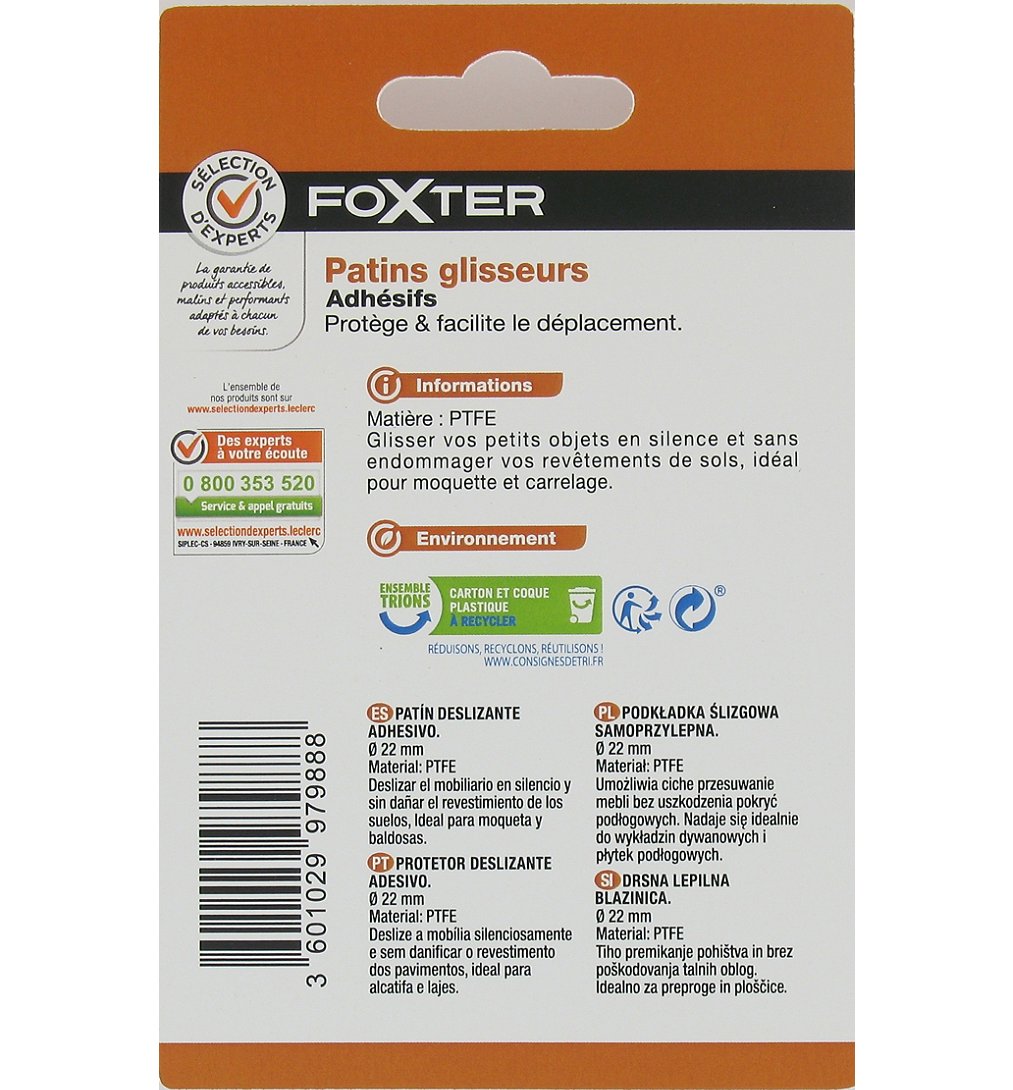 SÉLECTION
D'EXPERTS
FOXTER
La garantie de
produits accessibles,
malins et performants
adaptés à chacun
de vos besoins.
Patins glisseurs
Adhésifs
Protège & facilite le déplacement.
L'ensemble de
nos produits sont sur
www.selectiondexperts.leclerc
Des experts
à votre écoute
0 800 353 520
Service & appel gratuits
www.selectiondexperts.leclerc
SIPLEC-CS - 94859 IVRY-SUR-SEINE - FRANCE
Informations
Matière : PTFE
Glisser vos petits objets en silence et sans
endommager vos revêtements de sols, idéal
pour moquette et carrelage.
Environnement
ENSEMBLE
TRIONS
CARTON ET COQUE
PLASTIQUE
À RECYCLER
®
RÉDUISONS, RECYCLONS, RÉUTILISONS !
WWW.CONSIGNESDETRI.FR
3 601029 979888
ES PATÍN DESLIZANTE
ADHESIVO.
Ø 22 mm
Material: PTFE
Deslizar el mobiliario en silencio y
sin dañar el revestimiento de los
suelos, Ideal para moqueta y
baldosas.
PT PROTETOR DESLIZANTE
ADESIVO.
Ø 22 mm
Material: PTFE
Deslize a mobília silenciosamente
e sem danificar o revestimento
dos pavimentos, ideal para
alcatifa e lajes.
PL PODKŁADKA ŚLIZGOWA
SAMOPRZYLEPNA.
Ø 22 mm
Materiał: PTFE
Umożliwia ciche przesuwanie
mebli bez uszkodzenia pokryć
podłogowych. Nadaje się idealnie
do wykładzin dywanowych i
płytek podłogowych.
SI DRSNA LEPILNA
BLAZINICA.
Ø 22 mm
Material: PTFE
Tiho premikanje pohištva in brez
poškodovanja talnih oblog.
Idealno za preproge in ploščice.